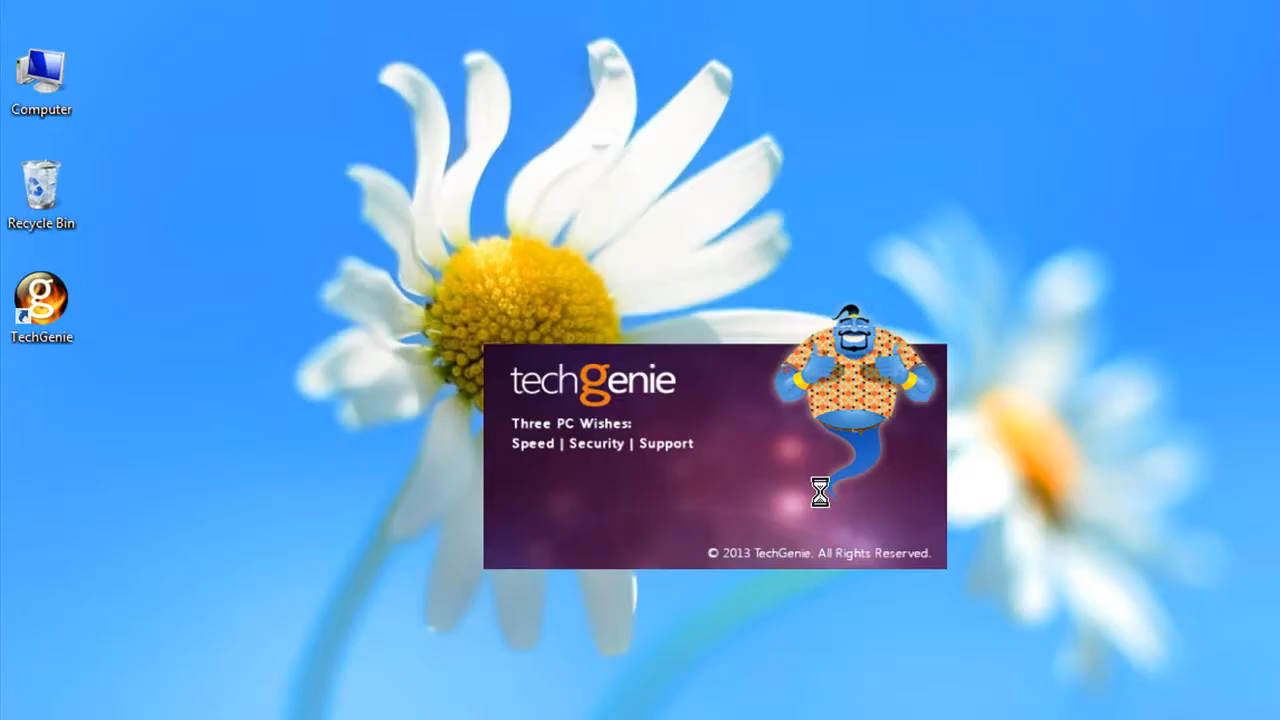 Computer
Recycle Bin
TechGenie
techgenie
Three PC Wishes:
Speed | Security | Support
© 2013 TechGenie. All Rights Reserved.